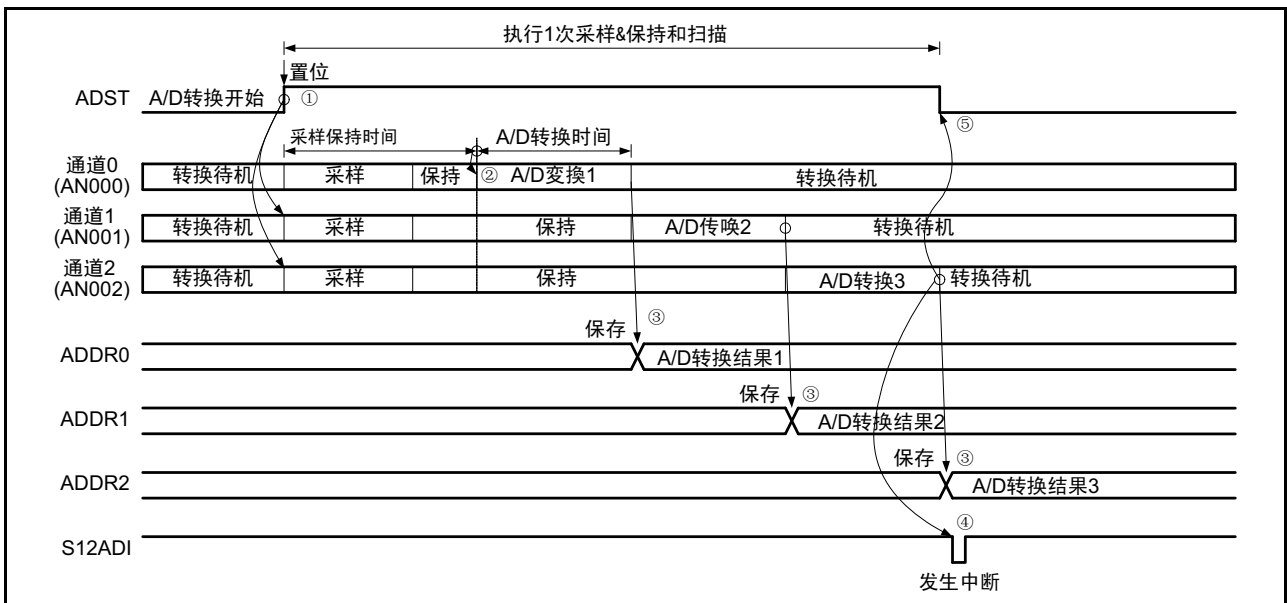 执行1次采样&保持和扫描
置位
ADST A/D转换开始 ① ⑤
采样保持时间 A/D转换时间
通道0
(AN000) 转换待机 采样 保持 ② A/D变换1 转换待机
通道1
(AN001) 转换待机 采样 保持 A/D传唤2 转换待机
通道2
(AN002) 转换待机 采样 保持 A/D转换3 转换待机
保存 ③
ADDR0 A/D转换结果1
保存 ③
ADDR1 A/D转换结果2
保存 ③
ADDR2 A/D转换结果3
④
S12ADI
发生中断